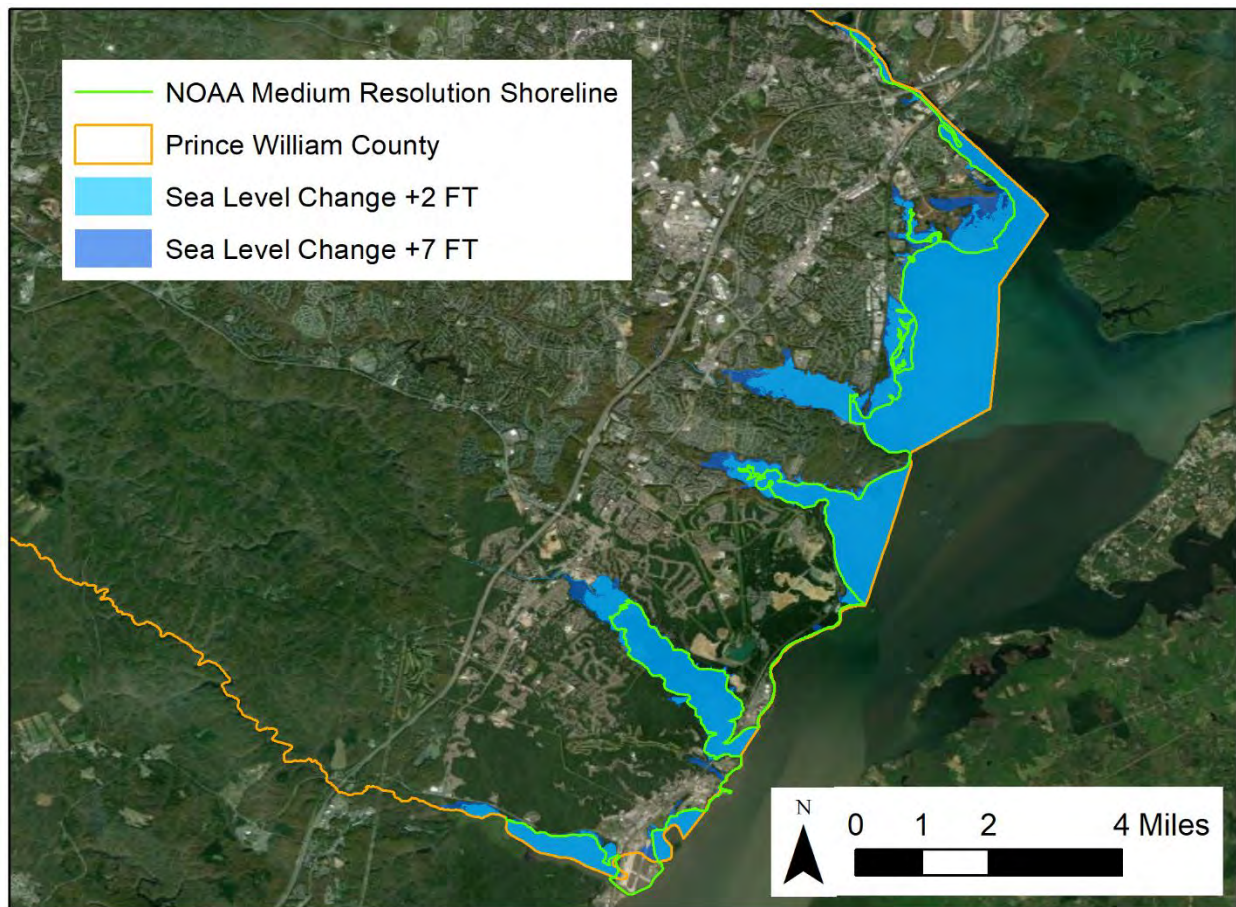 NOAA Medium Resolution Shoreline
Prince William County
Sea Level Change +2 FT
Sea Level Change +7 FT
N
0 1 2 4 Miles